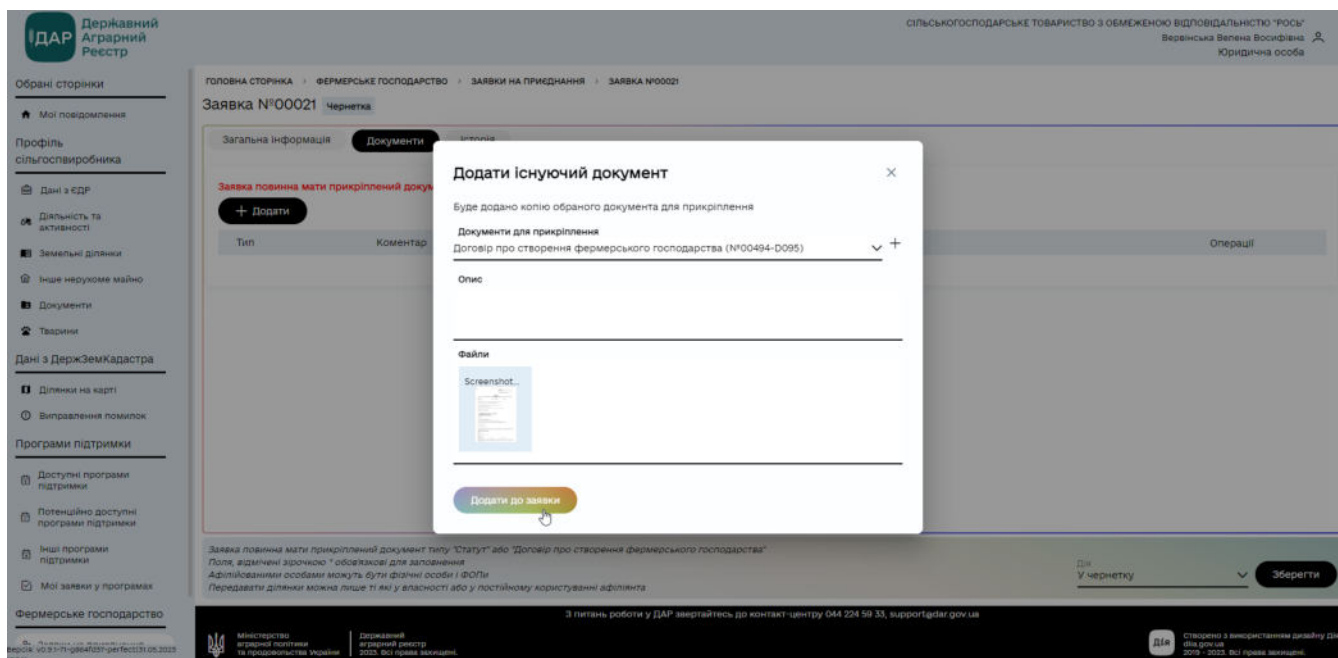 ДАР
Державний
Аграрний
Реєстр
СІЛЬСЬКОГОСПОДАРСЬКЕ ТОВАРИСТВО З ОБМЕЖЕНОЮ ВІДПОВІДАЛЬНІСТЮ "РОСЬ"
Вервінська Велена Восифівна
Юридична особа
Обрані сторінки
Мої повідомлення
Профіль
сільгоспвиробника
Дані з ЄДР
Діяльність та
активності
Земельні ділянки
Інше нерухоме майно
Документи
Тварини
Дані з ДержЗемКадастра
Ділянки на карті
Виправлення помилок
Програми підтримки
Доступні програми
підтримки
Потенційно доступні
програми підтримки
Інші програми
підтримки
Мої заявки у програмах
Фермерське господарство
ГОЛОВНА СТОРІНКА > ФЕРМЕРСЬКЕ ГОСПОДАРСТВО > ЗАЯВКИ НА ПРИЄДНАННЯ > ЗАЯВКА №00021
Заявка №00021 Чернетка
Загальна інформація Документи Історія
Заявка повинна мати прикріплений докум
+ Додати
Тип Коментар Операції
Додати існуючий документ
Буде додано копію обраного документа для прикріплення
Документи для прикріплення
Договір про створення фермерського господарства (№00494-D095)
Опис
Файли
Screenshot...
Додати до заявки
Заявка повинна мати прикріплений документ типу "Статут" або "Договір про створення фермерського господарства"
Поля, відмічені зірочкою * обов'язкові для заповнення
Афілійованими особами можуть бути фізичні особи і ФОПи
Передавати ділянки можна лише ті які у власності або у постійному користуванні афіліянта
Дія
У чернетку
Зберегти
З питань роботи у ДАР звертайтесь до контакт-центру 044 224 59 33, support@dar.gov.ua
Міністерство
аграрної політики
та продовольства України
Державний
аграрний реєстр
2023. Всі права захищені.
Дія
Створено з використанням дизайну Дія
diia.gov.ua
2019 - 2023. Всі права захищені.